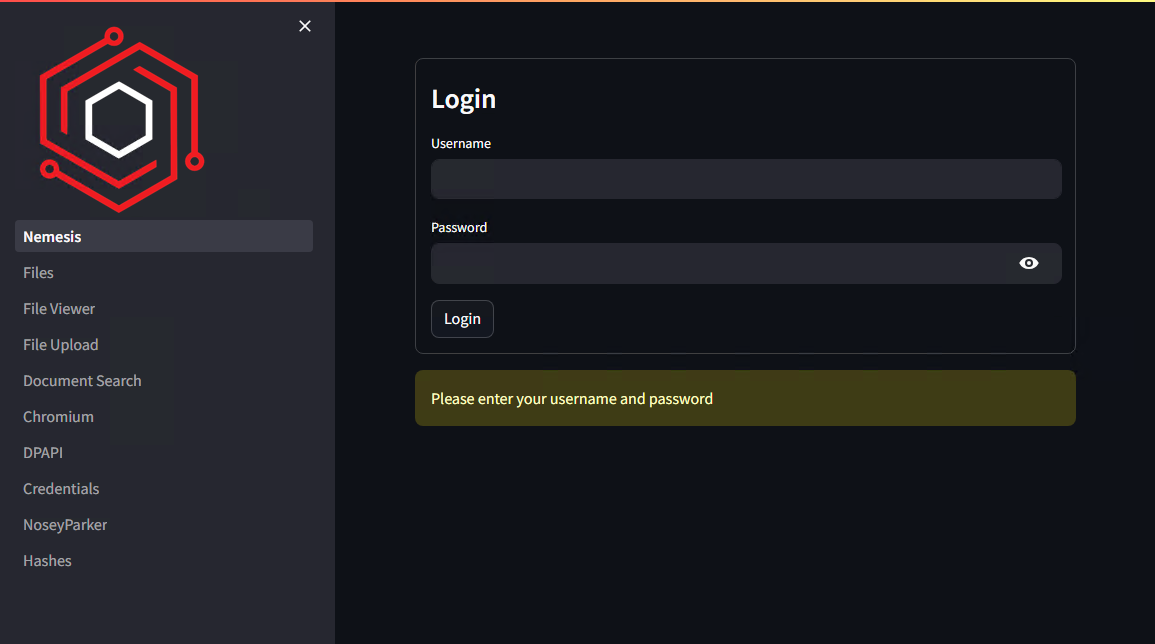 Nemesis
Files
File Viewer
File Upload
Document Search
Chromium
DPAPI
Credentials
NoseyParker
Hashes
Login
Username
Password
Login
Please enter your username and password